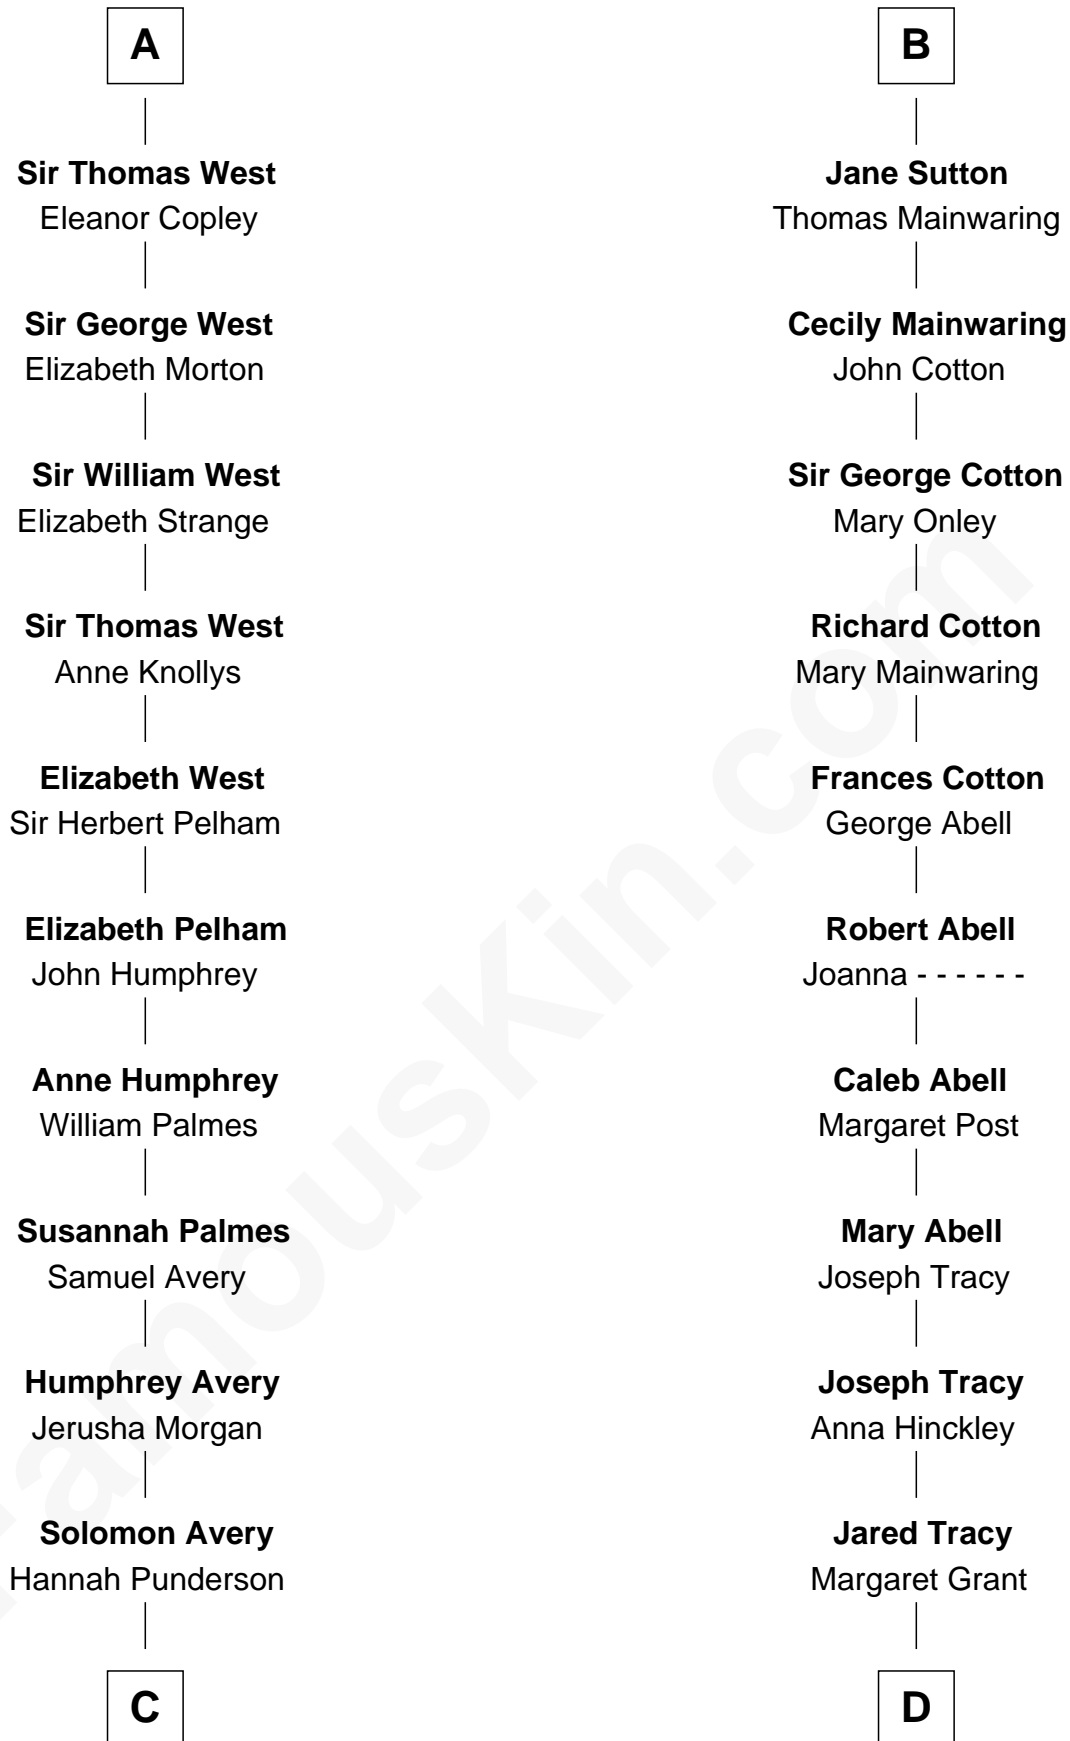 A
Sir Thomas West
Eleanor Copley
Sir George West
Elizabeth Morton
Sir William West
Elizabeth Strange
Sir Thomas West
Anne Knollys
Elizabeth West
Sir Herbert Pelham
Elizabeth Pelham
John Humphrey
Anne Humphrey
William Palmes
Susannah Palmes
Samuel Avery
Humphrey Avery
Jerusha Morgan
Solomon Avery
Hannah Punderson
C
B
Jane Sutton
Thomas Mainwaring
Cecily Mainwaring
John Cotton
Sir George Cotton
Mary Onley
Richard Cotton
Mary Mainwaring
Frances Cotton
George Abell
Robert Abell
Joanna - - - - - -
Caleb Abell
Margaret Post
Mary Abell
Joseph Tracy
Joseph Tracy
Anna Hinckley
Jared Tracy
Margaret Grant
D
FamousKin.com